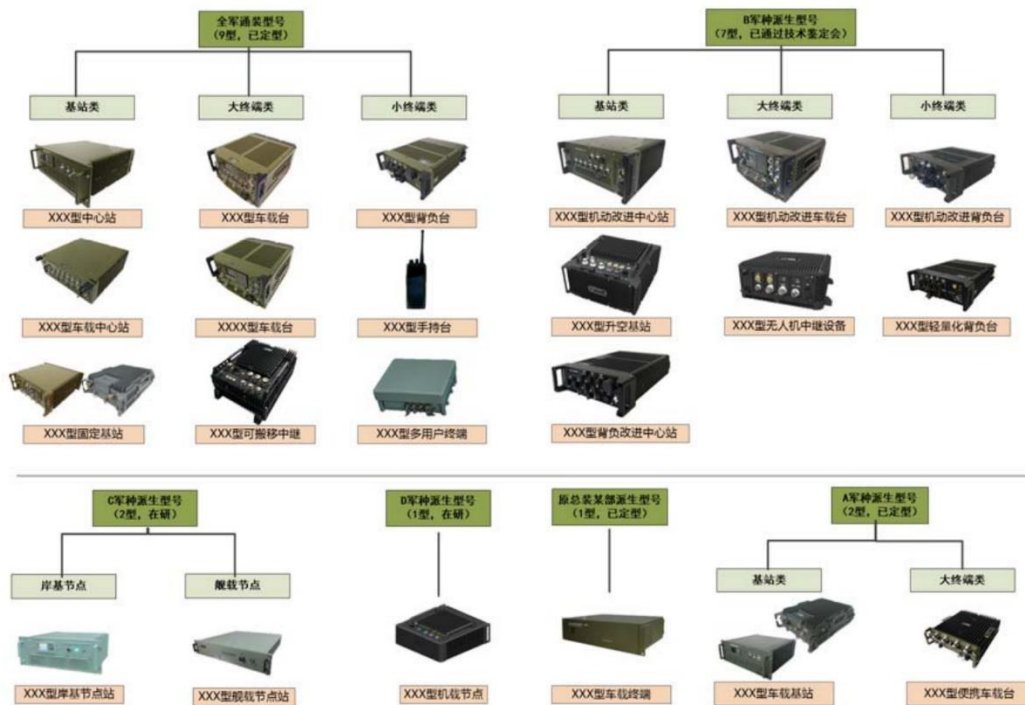 全军通装型号
（9型，已定型）
基站类
大终端类
小终端类
XXX型中心站
XXX型车载台
XXX型背负台
XXX型车载中心站
XXXX型车载台
XXX型手持台
XXX型固定基站
XXX型可搬移中继
XXX型多用户终端
B军种派生型号
（7型，已通过技术鉴定会）
基站类
大终端类
小终端类
XXX型机动改进中心站
XXX型机动改进车载台
XXX型机动改进背负台
XXX型升空基站
XXX型无人机中继设备
XXX型轻量化背负台
XXX型背负改进中心站
C军种派生型号
（2型，在研）
岸基节点
舰载节点
XXX型岸基节点站
XXX型舰载节点站
D军种派生型号
（1型，在研）
XXX型机载节点
原总装某部派生型号
（1型，已定型）
XXX型车载终端
A军种派生型号
（2型，已定型）
基站类
大终端类
XXX型车载基站
XXX型便携车载台